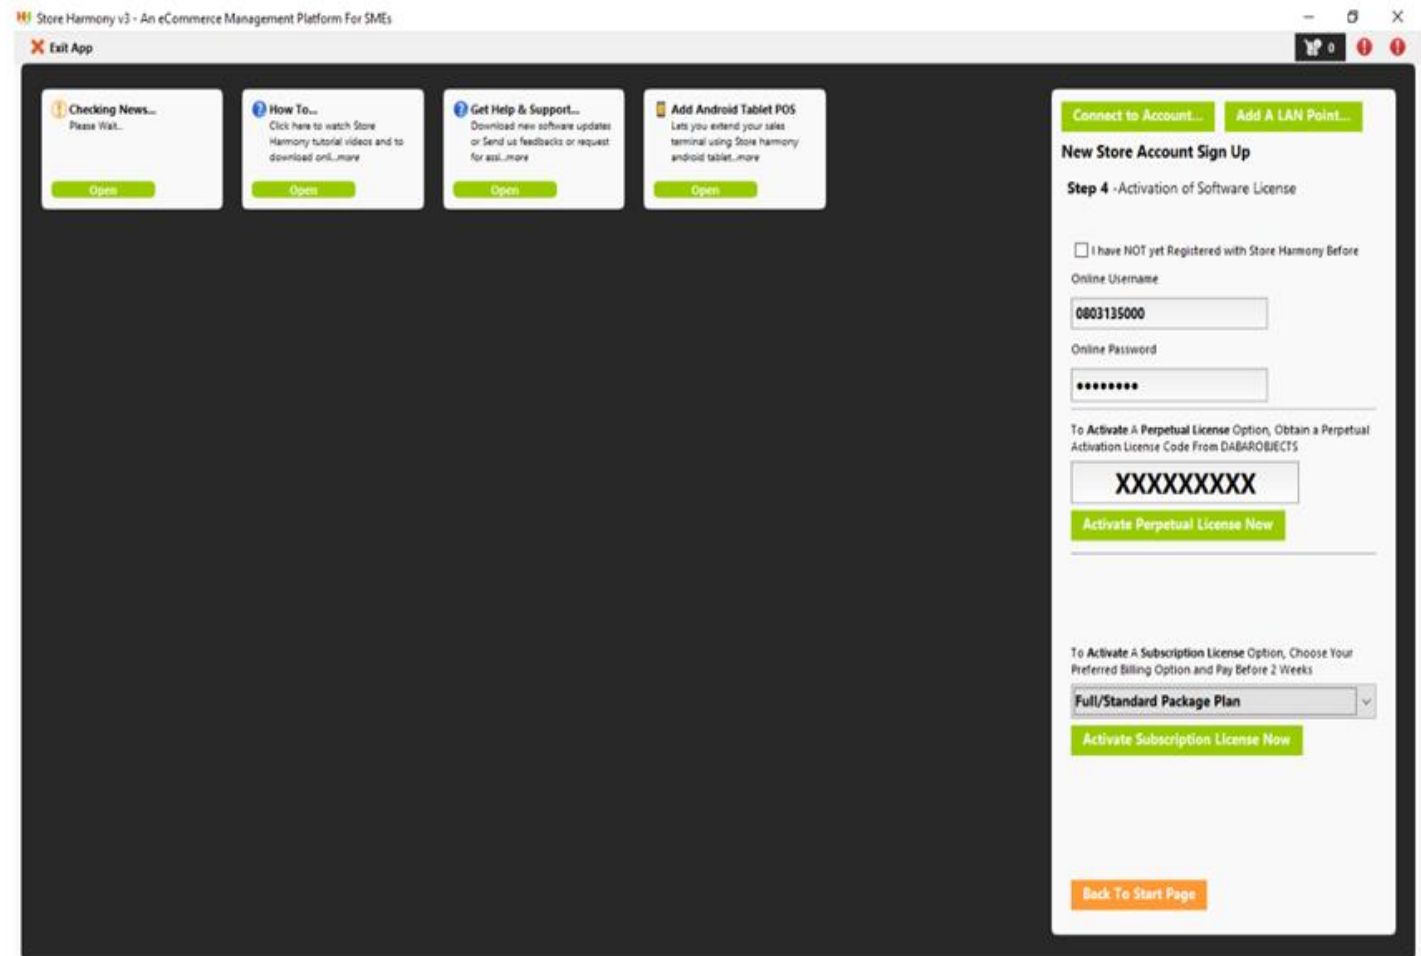 Store Harmony v3 - An eCommerce Management Platform For SMEs
Exit App
0
Checking News...
Please Wait..
Open
How To...
Click here to watch Store
Harmony tutorial videos and to
download onli...more
Open
Get Help & Support...
Download new software updates
or Send us feedbacks or request
for assi...more
Open
Add Android Tablet POS
Lets you extend your sales
terminal using Store harmony
android tablet...more
Open
Connect to Account... Add A LAN Point...
New Store Account Sign Up
Step 4 -Activation of Software License
I have NOT yet Registered with Store Harmony Before
Online Username
0803135000
Online Password
To Activate A Perpetual License Option, Obtain a Perpetual
Activation License Code From DABAROBJECTS
XXXXXXXXX
Activate Perpetual License Now
To Activate A Subscription License Option, Choose Your
Preferred Billing Option and Pay Before 2 Weeks
Full/Standard Package Plan
Activate Subscription License Now
Back To Start Page